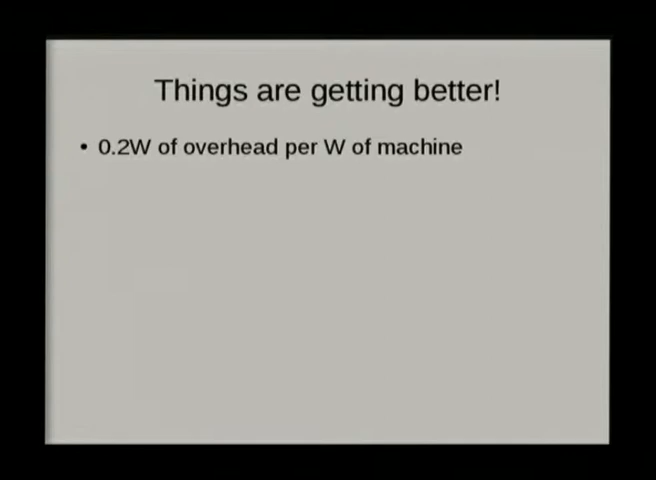 Things are getting better!
• 0.2W of overhead per W of machine